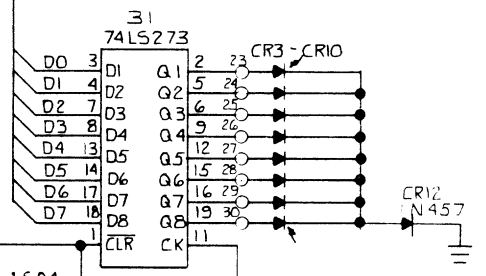 31
74LS273
CR3-CR10
D0 3 D1 Q1 2 23
D1 4 D2 Q2 5 24
D2 7 D3 Q3 6 25
D3 8 D4 Q4 9 26
D4 13 D5 Q5 12 27
D5 14 D6 Q6 15 28
D6 17 D7 Q7 16 29
D7 18 D8 Q8 19 30
1 CLR CK 11
CR12
1N457